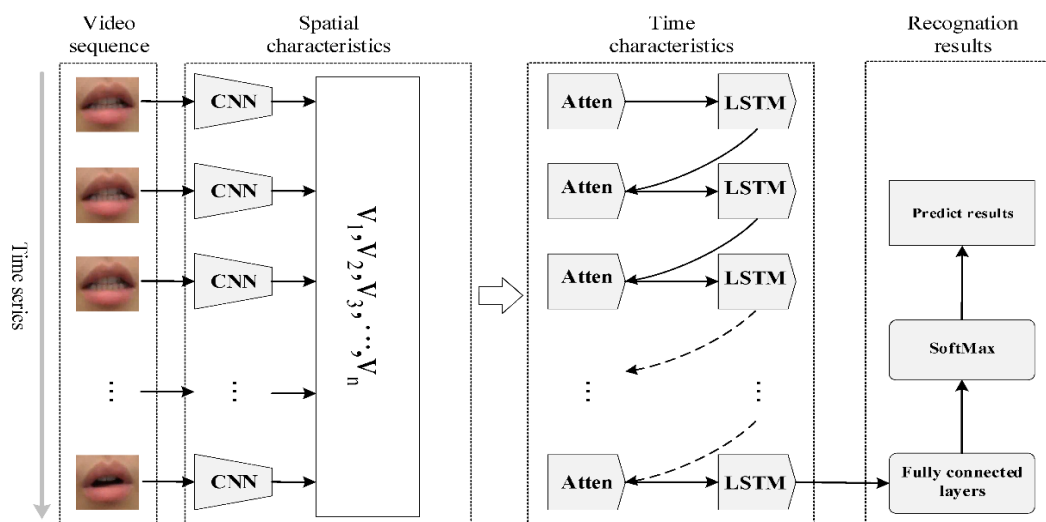 Video
sequence
Spatial
characteristics
Time
characteristics
Recognation
results
Time series
CNN
CNN
CNN
⋮
⋮
CNN
V1,V2,V3,⋯,Vn
Atten
LSTM
Atten
LSTM
Atten
LSTM
⋮
⋮
Atten
LSTM
Predict results
SoftMax
Fully connected
layers